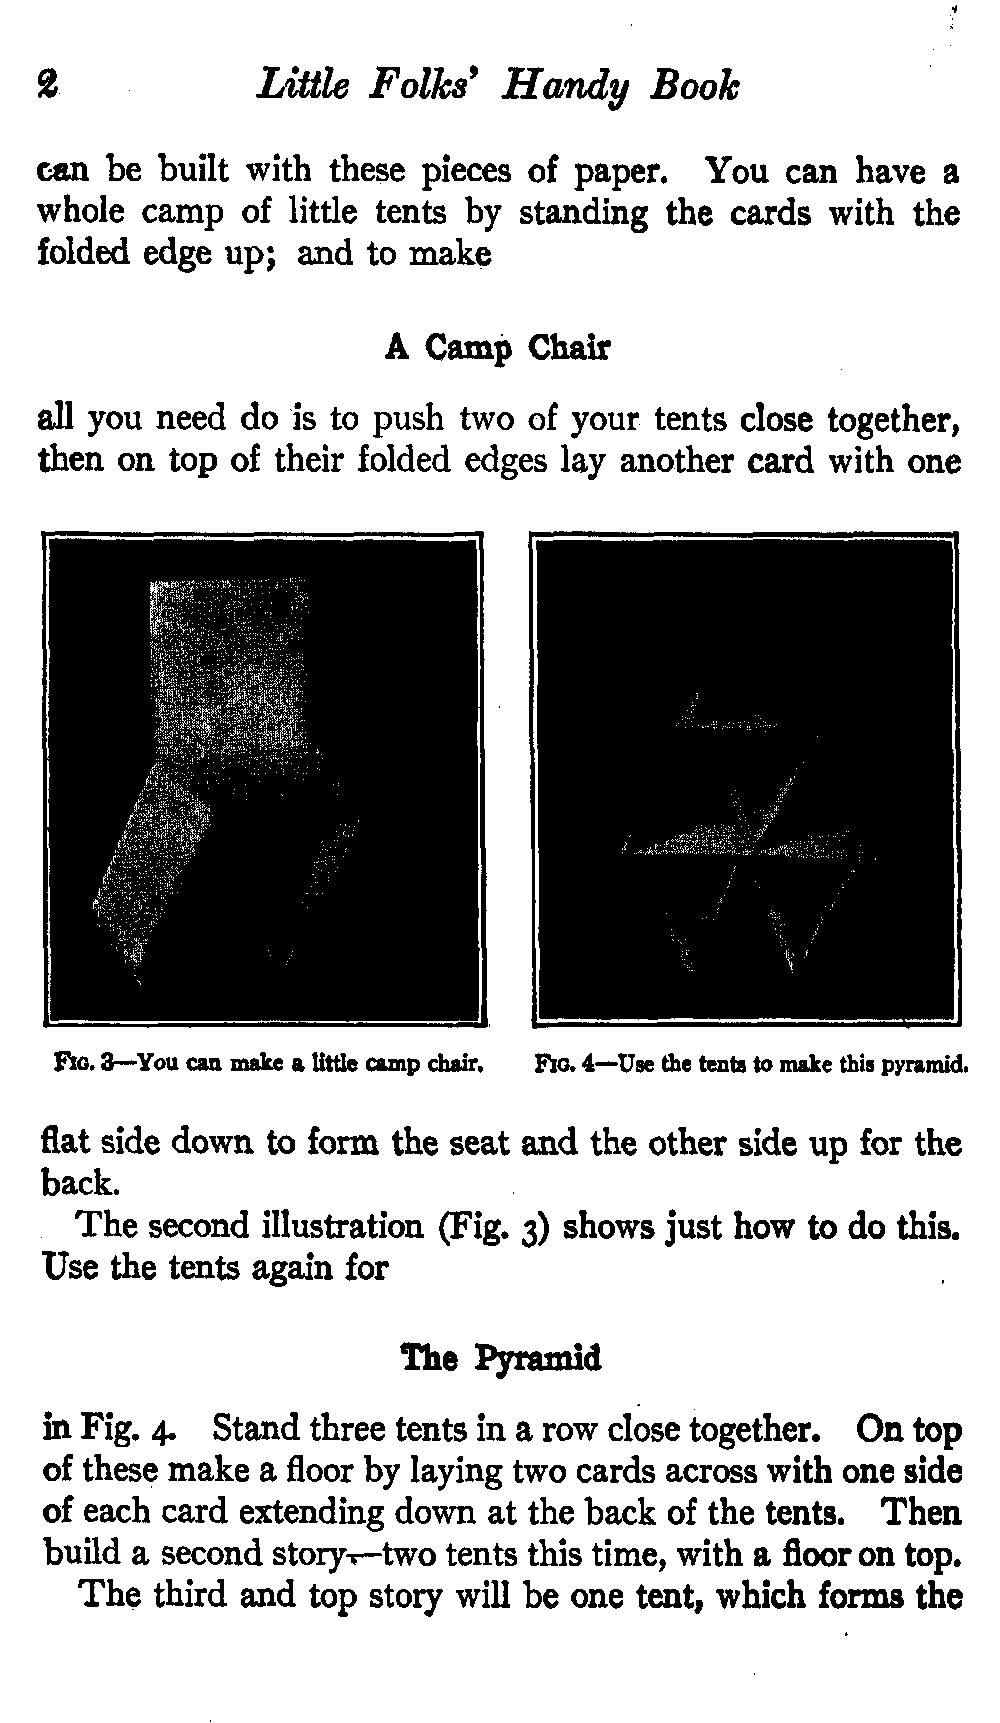 2 Little Folks' Handy Book
can be built with these pieces of paper. You can have a
whole camp of little tents by standing the cards with the
folded edge up; and to make
A Camp Chair
all you need do is to push two of your tents close together,
then on top of their folded edges lay another card with one
FIG. 3—You can make a little camp chair.
FIG. 4—Use the tents to make this pyramid.
flat side down to form the seat and the other side up for the
back.
The second illustration (Fig. 3) shows just how to do this.
Use the tents again for
The Pyramid
in Fig. 4. Stand three tents in a row close together. On top
of these make a floor by laying two cards across with one side
of each card extending down at the back of the tents. Then
build a second story—two tents this time, with a floor on top.
The third and top story will be one tent, which forms the